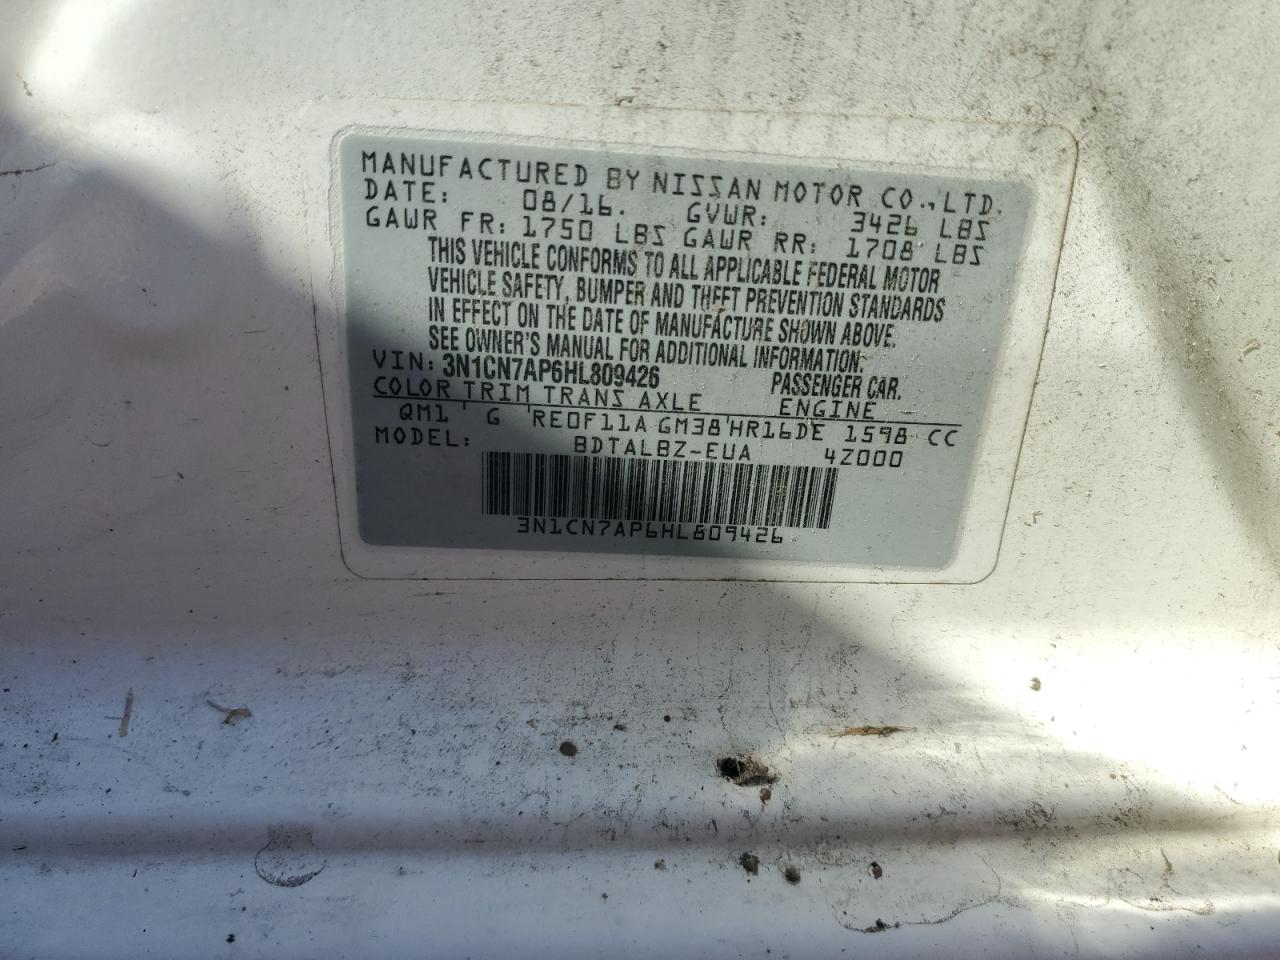 MANUFACTURED BY NISSAN MOTOR CO.,LTD.
DATE: 08/16. GVWR: 3426 LBS
GAWR FR: 1750 LBS GAWR RR: 1708 LBS
THIS VEHICLE CONFORMS TO ALL APPLICABLE FEDERAL MOTOR
VEHICLE SAFETY, BUMPER AND THEFT PREVENTION STANDARDS
IN EFFECT ON THE DATE OF MANUFACTURE SHOWN ABOVE.
SEE OWNER'S MANUAL FOR ADDITIONAL INFORMATION.
VIN: 3N1CN7AP6HL809426 PASSENGER CAR.
COLOR TRIM TRANS AXLE ENGINE
QM1 ' G 'RE0F11A GM38'HR16DE 1598 CC
MODEL: BDTALBZ-EUA 4Z000
3N1CN7AP6HL809426